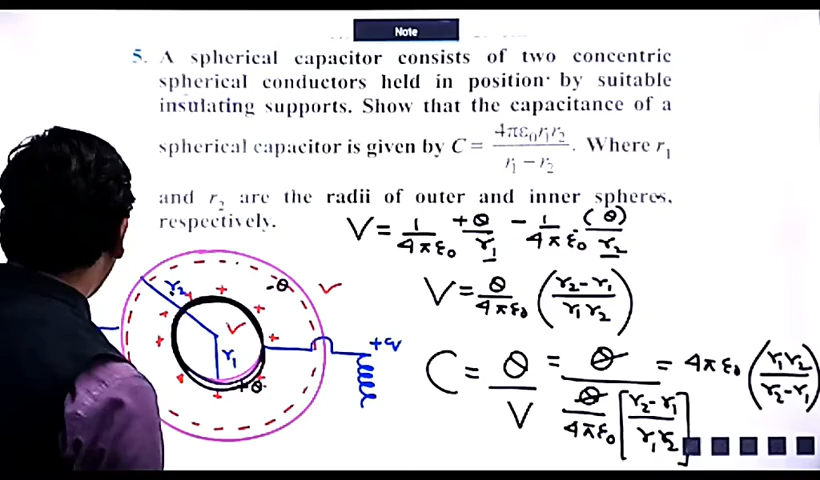 Note
5. A spherical capacitor consists of two concentric
spherical conductors held in position by suitable
insulating supports. Show that the capacitance of a
spherical capacitor is given by C = 4πε₀r₁r₂ / (r₁ – r₂). Where r₁
and r₂ are the radii of outer and inner spheres,
respectively.
V = 1/4πε₀ +Q/r₁ - 1/4πε₀ (Q)/r₂
V = Q/4πε₀ (r₂-r₁ / r₁r₂)
C = Q/V = Q / (Q/4πε₀ [r₂-r₁ / r₁r₂]) = 4πε₀ (r₁r₂ / r₂-r₁)
r₂
-Q
r₁
+Q